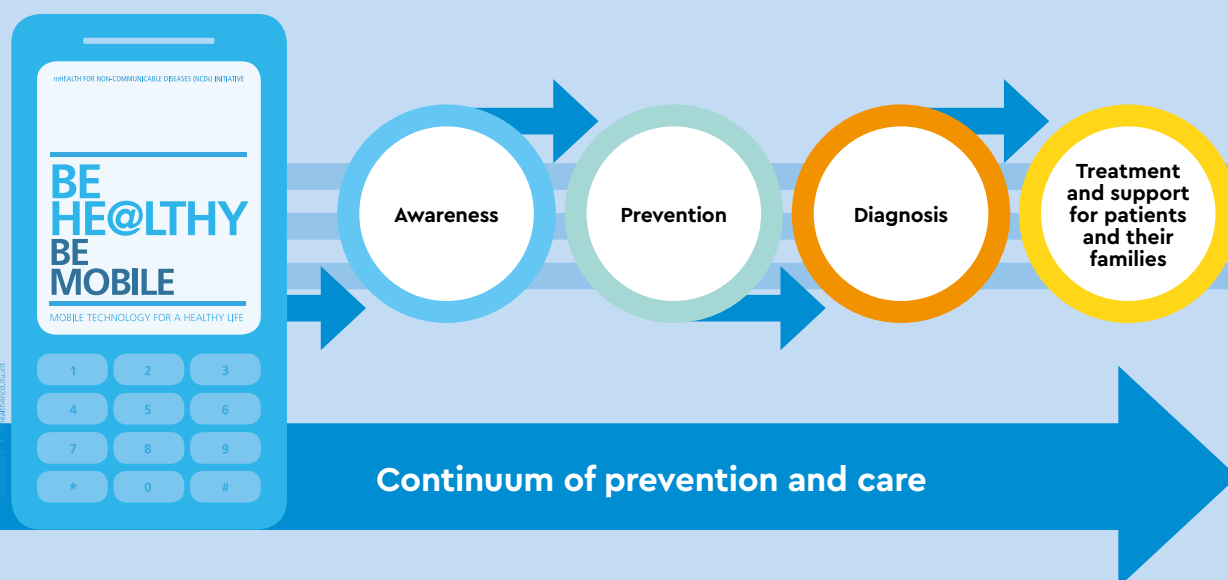 mHEALTH FOR NON-COMMUNICABLE DISEASES (NCDs) INITIATIVE
BE
HE@LTHY
BE
MOBILE
MOBILE TECHNOLOGY FOR A HEALTHY LIFE
1 2 3
4 5 6
7 8 9
* 0 #
Awareness
Prevention
Diagnosis
Treatment
and support
for patients
and their
families
Continuum of prevention and care